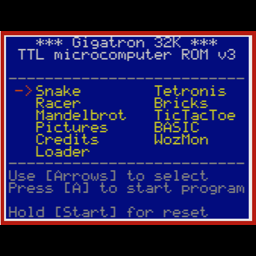 *** Gigatron 32K ***
TTL microcomputer ROM v3
------------------------
->Snake Tetronis
Racer Bricks
Mandelbrot TicTacToe
Pictures BASIC
Credits WozMon
Loader
------------------------
Use [Arrows] to select
Press [A] to start program
Hold [Start] for reset